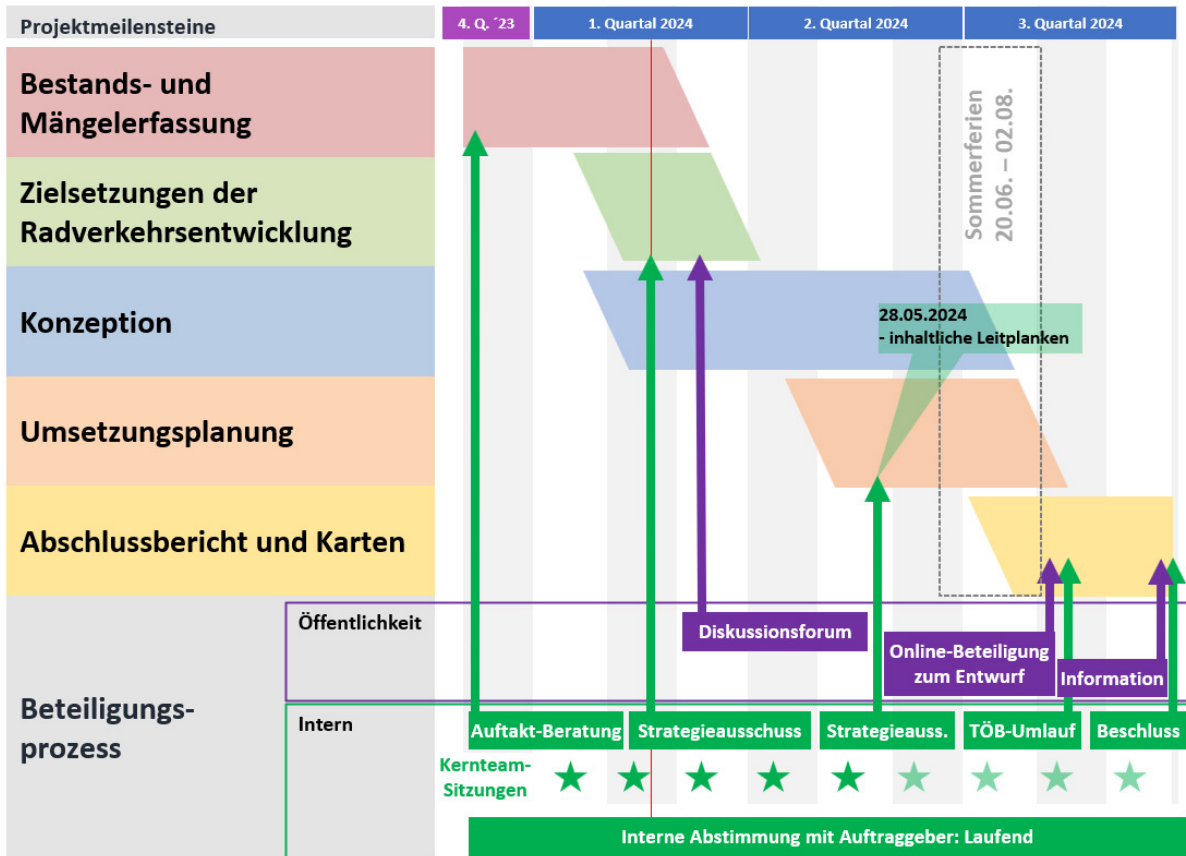 Projektmeilensteine
4. Q. ´23
1. Quartal 2024
2. Quartal 2024
3. Quartal 2024
Bestands- und
Mängelerfassung
Zielsetzungen der
Radverkehrsentwicklung
Konzeption
Umsetzungsplanung
Abschlussbericht und Karten
Sommerferien
20.06. – 02.08.
28.05.2024
- inhaltliche Leitplanken
Beteiligungs-
prozess
Öffentlichkeit
Diskussionsforum
Online-Beteiligung
zum Entwurf
Information
Intern
Auftakt-Beratung
Strategieausschuss
Strategieauss.
TÖB-Umlauf
Beschluss
Kernteam-
Sitzungen
Interne Abstimmung mit Auftraggeber: Laufend